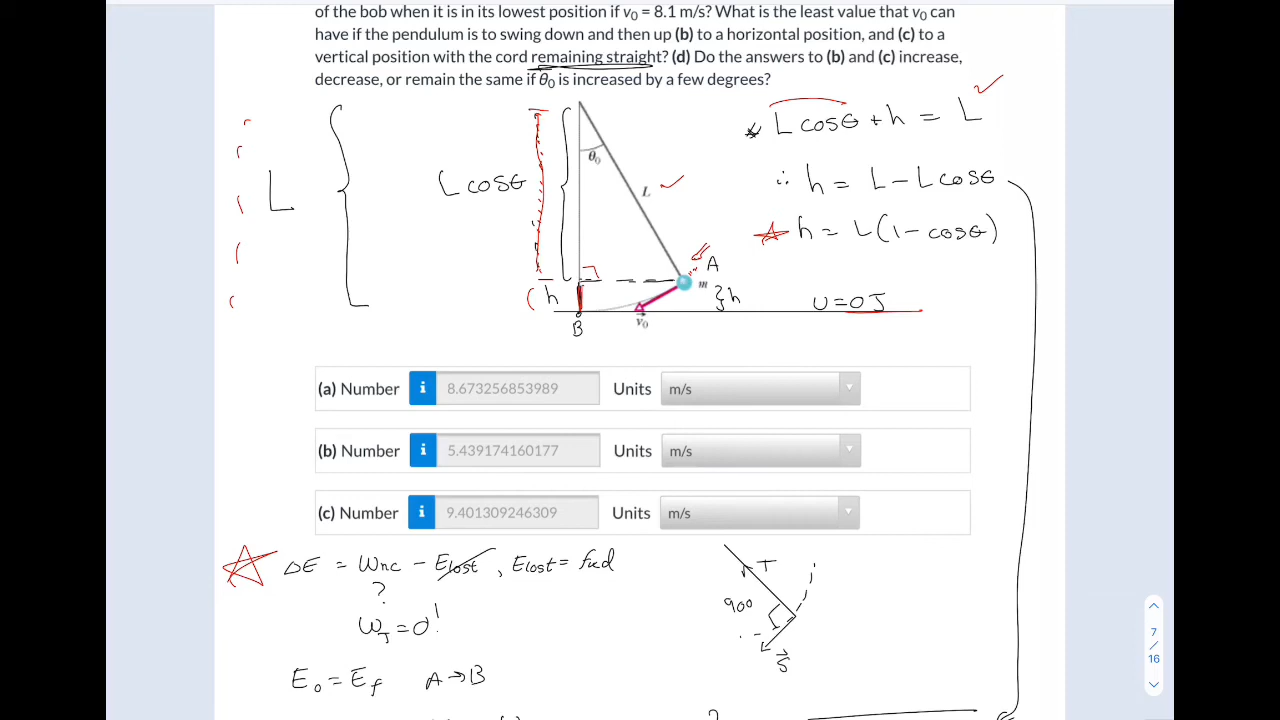 of the bob when it is in its lowest position if v₀ = 8.1 m/s? What is the least value that v₀ can
have if the pendulum is to swing down and then up (b) to a horizontal position, and (c) to a
vertical position with the cord remaining straight? (d) Do the answers to (b) and (c) increase,
decrease, or remain the same if θ₀ is increased by a few degrees?
L cosθ + h = L
∴ h = L - L cosθ
h = L(1 - cosθ)
L
L cosθ
θ₀
L
A
m
h
}h
U = 0 J
B
v₀
(a) Number i 8.673256853989 Units m/s
(b) Number i 5.439174160177 Units m/s
(c) Number i 9.401309246309 Units m/s
ΔE = Wnc - Elost , Elost = fkd
?
W_T = 0!
T
90°
E₀ = E_f A → B
7
/
16